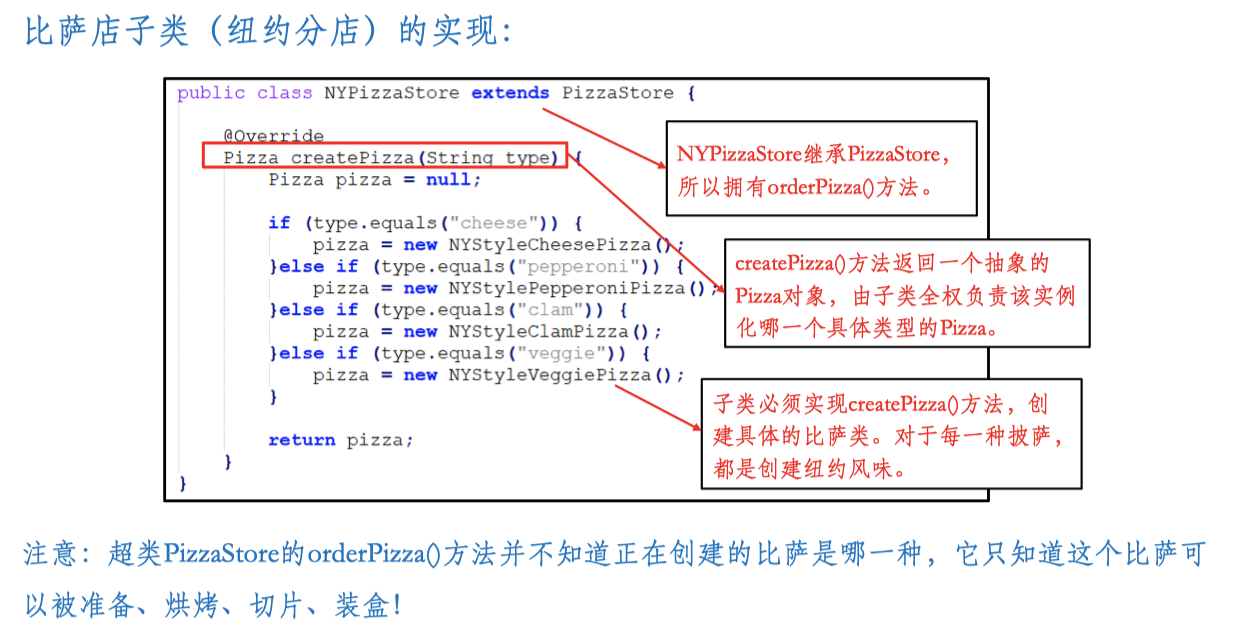 比萨店子类（纽约分店）的实现：
public class NYPizzaStore extends PizzaStore {
@Override
Pizza createPizza(String type) {
Pizza pizza = null;
if (type.equals("cheese")) {
pizza = new NYStyleCheesePizza();
}else if (type.equals("pepperoni")) {
pizza = new NYStylePepperoniPizza();
}else if (type.equals("clam")) {
pizza = new NYStyleClamPizza();
}else if (type.equals("veggie")) {
pizza = new NYStyleVeggiePizza();
}
return pizza;
}
}
NYPizzaStore继承PizzaStore，
所以拥有orderPizza()方法。
createPizza()方法返回一个抽象的
Pizza对象，由子类全权负责该实例
化哪一个具体类型的Pizza。
子类必须实现createPizza()方法，创
建具体的比萨类。对于每一种披萨，
都是创建纽约风味。
注意：超类PizzaStore的orderPizza()方法并不知道正在创建的比萨是哪一种，它只知道这个比萨可
以被准备、烘烤、切片、装盒！